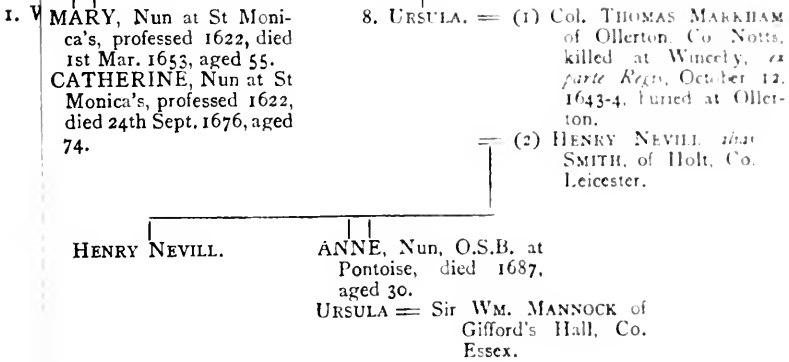 1. MARY, Nun at St Moni-
ca's, professed 1622, died
1st Mar. 1653, aged 55.
CATHERINE, Nun at St
Monica's, professed 1622,
died 24th Sept. 1676, aged
74.
8. URSULA. = (1) Col. THOMAS MARKHAM
of Ollerton, Co Notts,
killed at Winceby, ex
parte Regis, October 12,
1643-4, buried at Oller-
ton.
= (2) HENRY NEVILL alias
SMITH, of Holt, Co.
Leicester.
HENRY NEVILL.
ANNE, Nun, O.S.B. at
Pontoise, died 1687,
aged 30.
URSULA = Sir WM. MANNOCK of
Gifford's Hall, Co.
Essex.